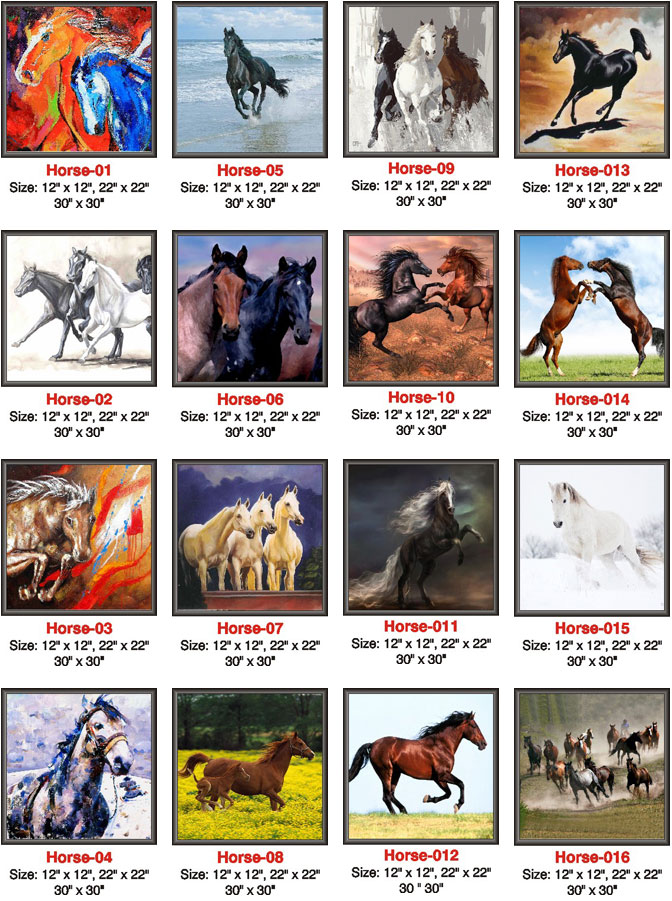 Horse-01
Size: 12" x 12", 22" x 22"
30" x 30"
Horse-05
Size: 12" x 12", 22" x 22"
30" x 30"
Horse-09
Size: 12" x 12", 22" x 22"
30" x 30"
Horse-013
Size: 12" x 12", 22" x 22"
30" x 30"
Horse-02
Size: 12" x 12", 22" x 22"
30" x 30"
Horse-06
Size: 12" x 12", 22" x 22"
30" x 30"
Horse-10
Size: 12" x 12", 22" x 22"
30" x 30"
Horse-014
Size: 12" x 12", 22" x 22"
30" x 30"
Horse-03
Size: 12" x 12", 22" x 22"
30" x 30"
Horse-07
Size: 12" x 12", 22" x 22"
30" x 30"
Horse-011
Size: 12" x 12", 22" x 22"
30" x 30"
Horse-015
Size: 12" x 12", 22" x 22"
30" x 30"
Horse-04
Size: 12" x 12", 22" x 22"
30" x 30"
Horse-08
Size: 12" x 12", 22" x 22"
30" x 30"
Horse-012
Size: 12" x 12", 22" x 22"
30 " 30"
Horse-016
Size: 12" x 12", 22" x 22"
30" x 30"